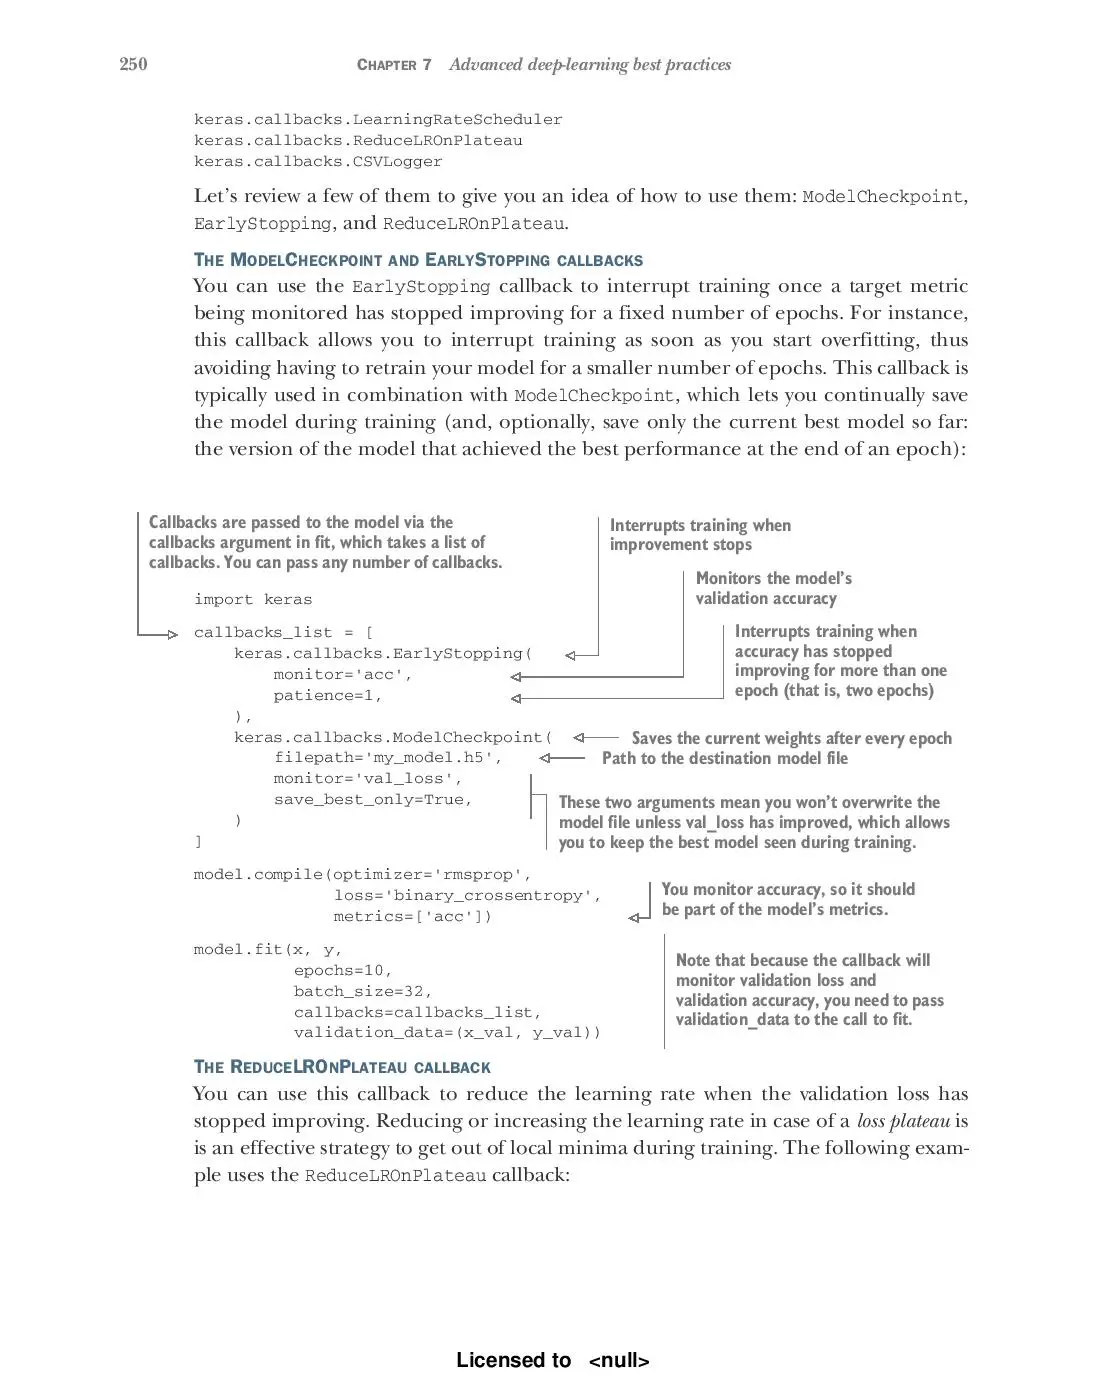 250 CHAPTER 7 Advanced deep-learning best practices
keras.callbacks.LearningRateScheduler
keras.callbacks.ReduceLROnPlateau
keras.callbacks.CSVLogger
Let's review a few of them to give you an idea of how to use them: ModelCheckpoint,
EarlyStopping, and ReduceLROnPlateau.
THE MODELCHECKPOINT AND EARLYSTOPPING CALLBACKS
You can use the EarlyStopping callback to interrupt training once a target metric
being monitored has stopped improving for a fixed number of epochs. For instance,
this callback allows you to interrupt training as soon as you start overfitting, thus
avoiding having to retrain your model for a smaller number of epochs. This callback is
typically used in combination with ModelCheckpoint, which lets you continually save
the model during training (and, optionally, save only the current best model so far:
the version of the model that achieved the best performance at the end of an epoch):
Callbacks are passed to the model via the
callbacks argument in fit, which takes a list of
callbacks. You can pass any number of callbacks.
Interrupts training when
improvement stops
Monitors the model's
validation accuracy
Interrupts training when
accuracy has stopped
improving for more than one
epoch (that is, two epochs)
import keras
callbacks_list = [
    keras.callbacks.EarlyStopping(
        monitor='acc',
        patience=1,
    ),
    keras.callbacks.ModelCheckpoint(
        filepath='my_model.h5',
        monitor='val_loss',
        save_best_only=True,
    )
]
Saves the current weights after every epoch
Path to the destination model file
These two arguments mean you won't overwrite the
model file unless val_loss has improved, which allows
you to keep the best model seen during training.
model.compile(optimizer='rmsprop',
              loss='binary_crossentropy',
              metrics=['acc'])
You monitor accuracy, so it should
be part of the model's metrics.
model.fit(x, y,
          epochs=10,
          batch_size=32,
          callbacks=callbacks_list,
          validation_data=(x_val, y_val))
Note that because the callback will
monitor validation loss and
validation accuracy, you need to pass
validation_data to the call to fit.
THE REDUCELRONPLATEAU CALLBACK
You can use this callback to reduce the learning rate when the validation loss has
stopped improving. Reducing or increasing the learning rate in case of a loss plateau is
is an effective strategy to get out of local minima during training. The following exam-
ple uses the ReduceLROnPlateau callback:
Licensed to <null>